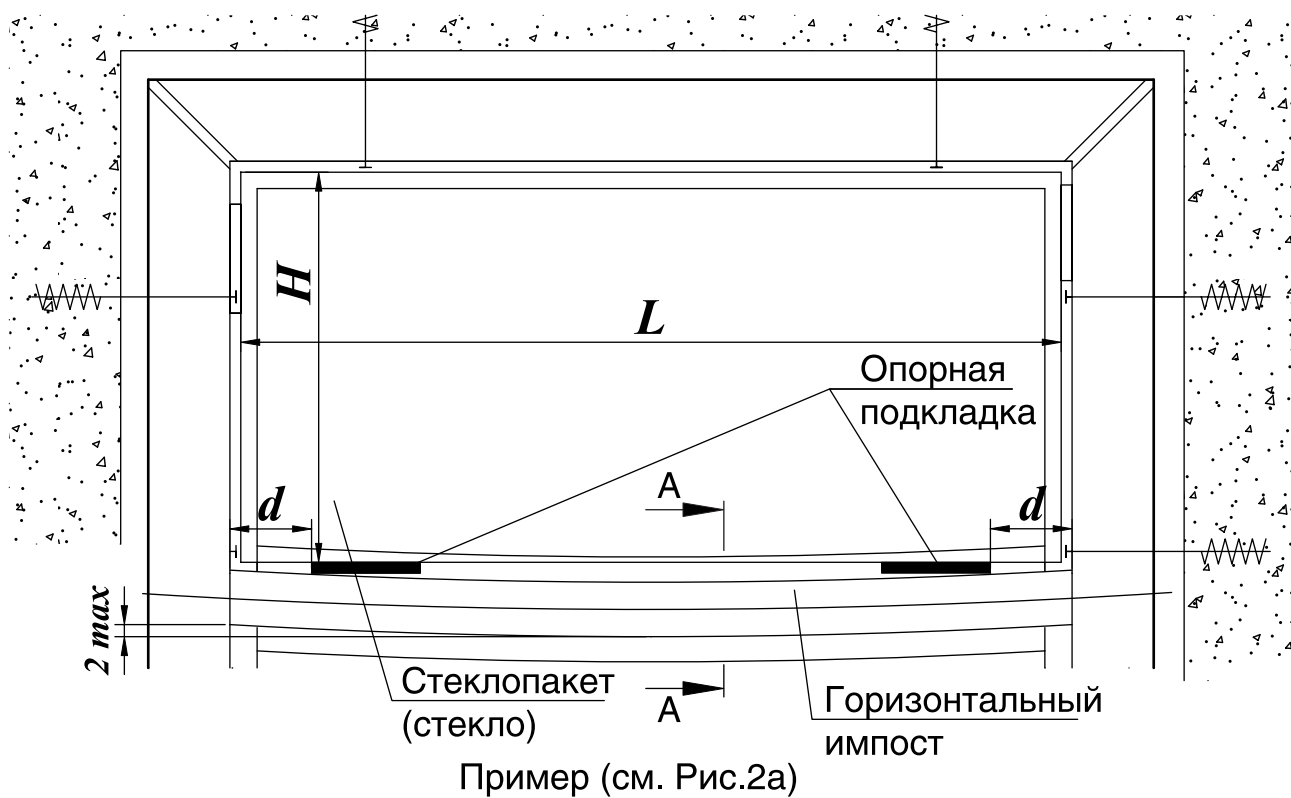 H
L
Опорная
подкладка
A
d
d
2 max
Стеклопакет
(стекло)
A
Горизонтальный
импост
Пример (см. Рис.2а)